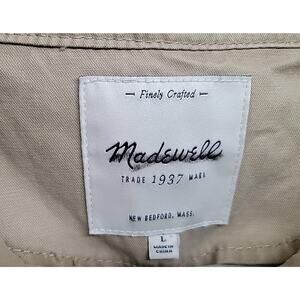 Finely Crafted
Madewell
TRADE 1937 MARK
NEW BEDFORD, MASS.
L
MADE IN
CHINA